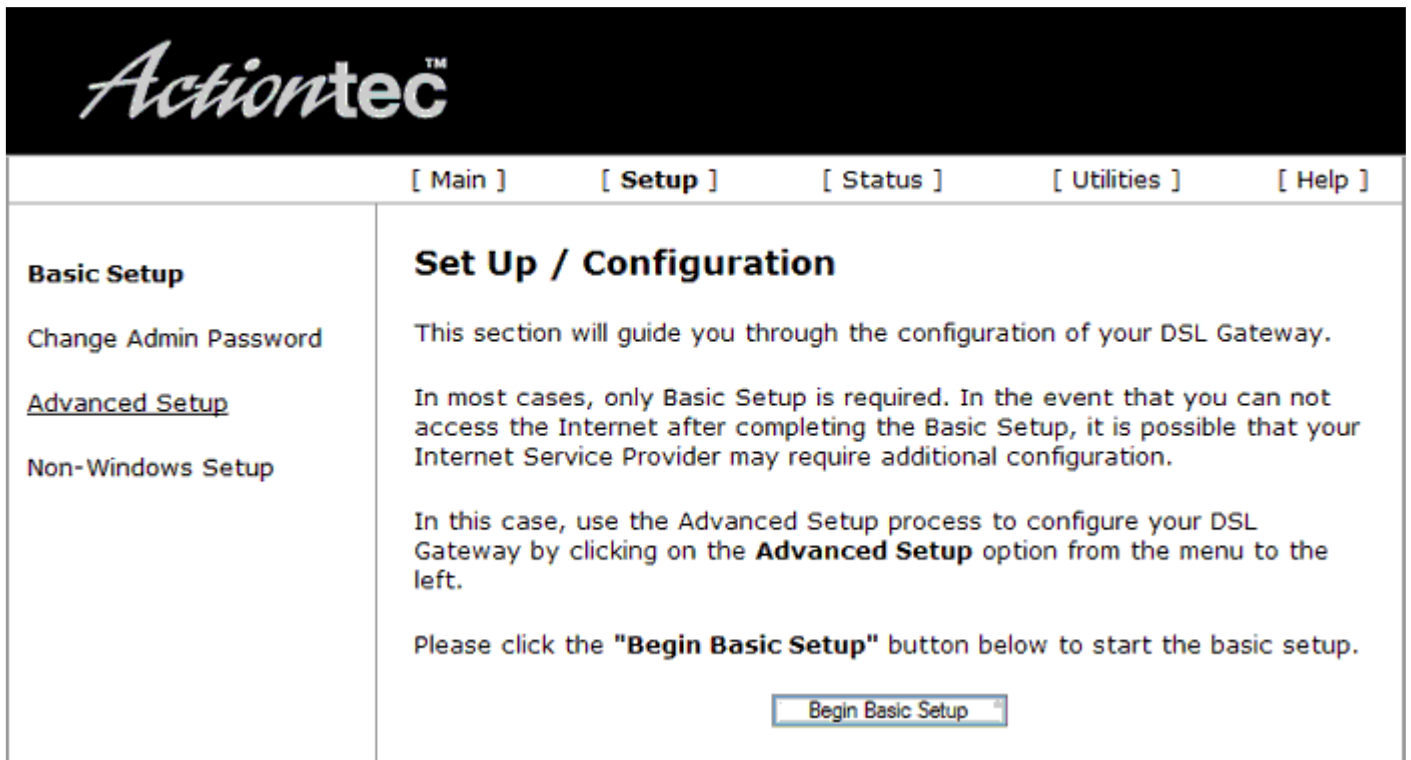 Actiontec™
[ Main ] [ Setup ] [ Status ] [ Utilities ] [ Help ]
Basic Setup
Change Admin Password
Advanced Setup
Non-Windows Setup
Set Up / Configuration
This section will guide you through the configuration of your DSL Gateway.
In most cases, only Basic Setup is required. In the event that you can not
access the Internet after completing the Basic Setup, it is possible that your
Internet Service Provider may require additional configuration.
In this case, use the Advanced Setup process to configure your DSL
Gateway by clicking on the Advanced Setup option from the menu to the
left.
Please click the "Begin Basic Setup" button below to start the basic setup.
Begin Basic Setup